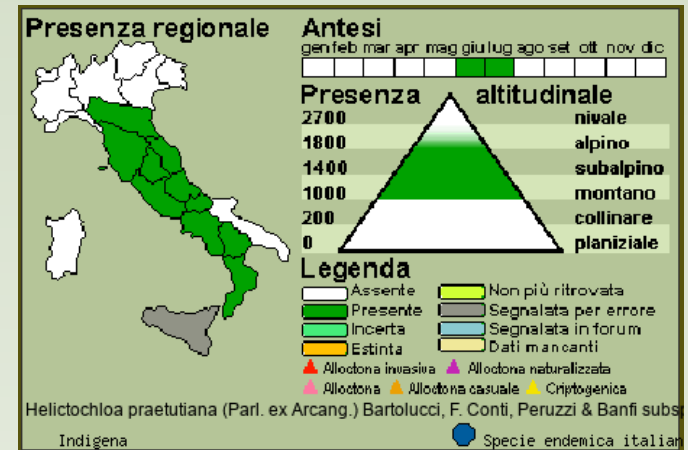 Presenza regionale
Antesi
gen feb mar apr mag giu lug ago set ott nov dic
Presenza altitudinale
2700 nivale
1800 alpino
1400 subalpino
1000 montano
200 collinare
0 planiziale
Legenda
Assente Non più ritrovata
Presente Segnalata per errore
Incerta Segnalata in forum
Estinta Dati mancanti
Alloctona invasiva Alloctona naturalizzata
Alloctona Alloctona casuale Criptogenica
Helictochloa praetutiana (Parl. ex Arcang.) Bartolucci, F. Conti, Peruzzi & Banfi subsp
Indigena Specie endemica italian